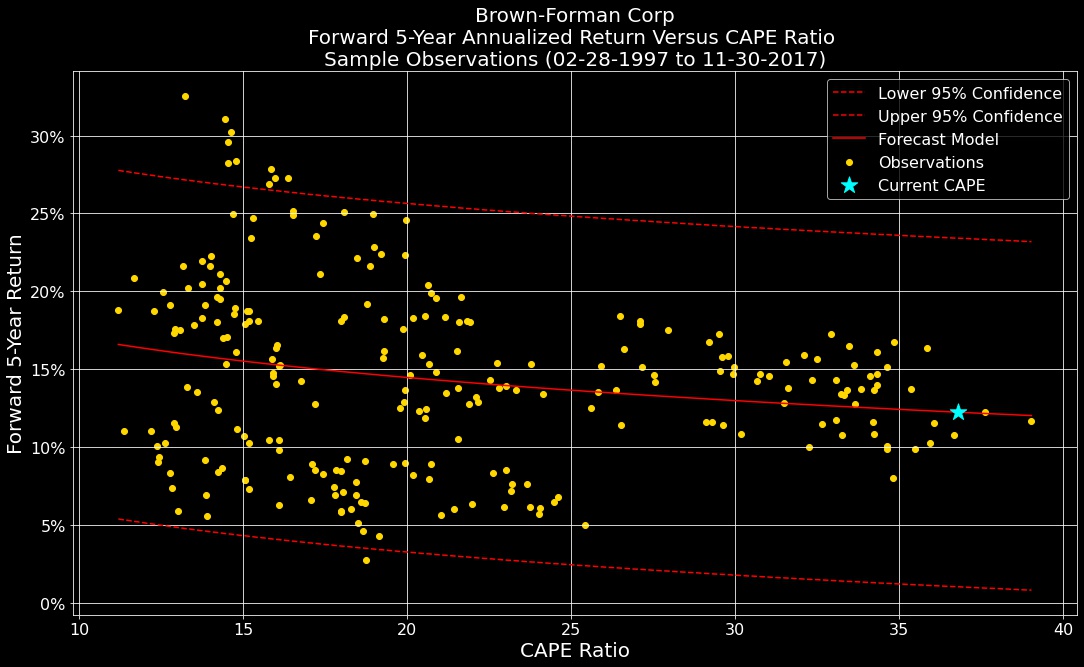 Brown-Forman Corp
Forward 5-Year Annualized Return Versus CAPE Ratio
Sample Observations (02-28-1997 to 11-30-2017)
Lower 95% Confidence
Upper 95% Confidence
Forecast Model
Observations
Current CAPE
Forward 5-Year Return
30%
25%
20%
15%
10%
5%
0%
10 15 20 25 30 35 40
CAPE Ratio